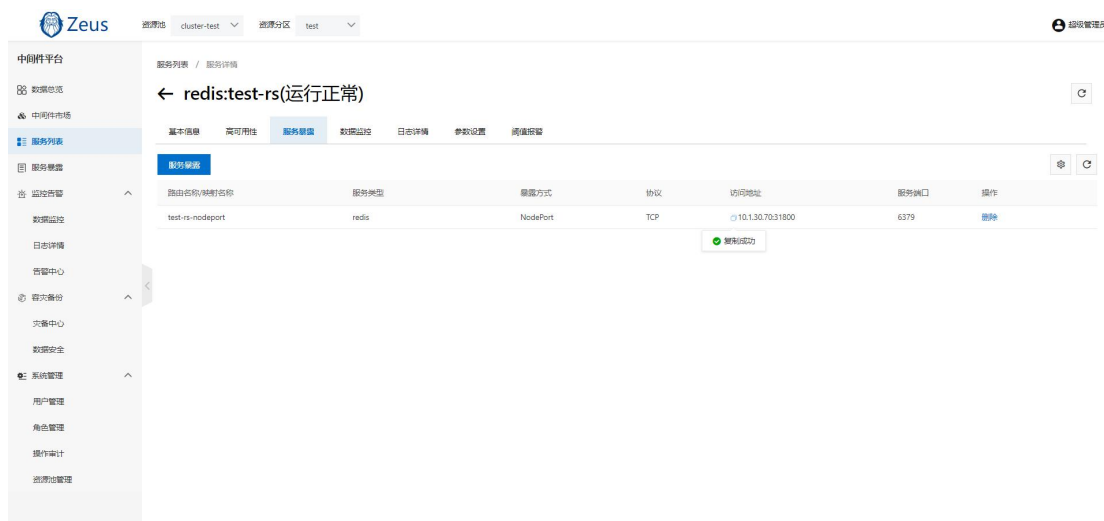 Zeus
资源池 cluster-test 资源分区 test
超级管理员
中间件平台
数据总览
中间件市场
服务列表
服务暴露
监控告警
数据监控
日志详情
告警中心
容灾备份
灾备中心
数据安全
系统管理
用户管理
角色管理
操作审计
资源池管理
服务列表 / 服务详情
← redis:test-rs(运行正常)
基本信息 高可用性 服务暴露 数据监控 日志详情 参数设置 阈值报警
服务暴露
路由名称/映射名称 服务类型 暴露方式 协议 访问地址 服务端口 操作
test-rs-nodeport redis NodePort TCP 10.1.30.70:31800 6379 删除
复制成功